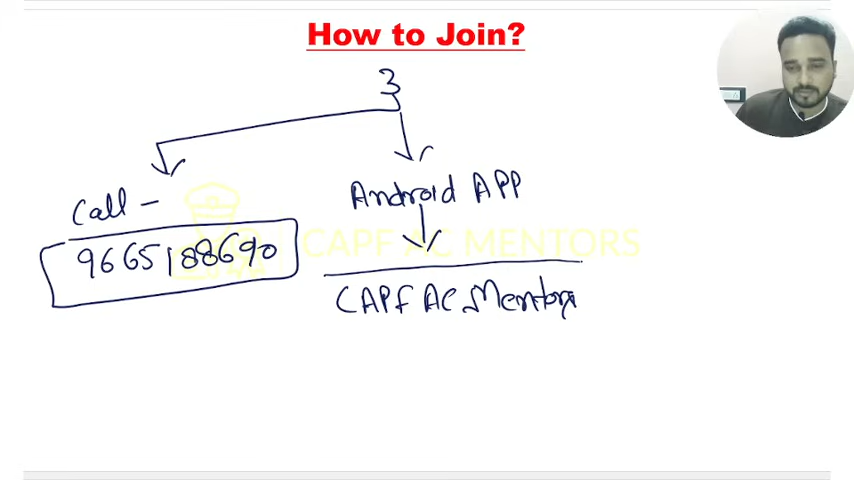 How to Join?
3
Call -
9665188690
Android APP
CAPF AC MENTORS
CAPF AC Mentors